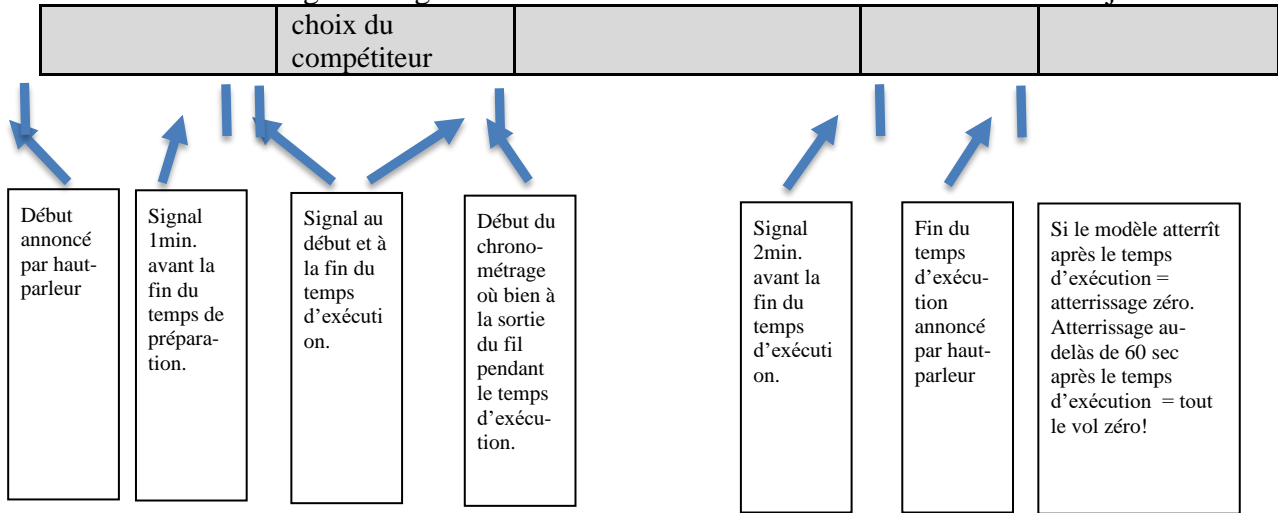 choix du
compétiteur
Début
annoncé
par haut-
parleur
Signal
1min.
avant la
fin du
temps de
prépara-
tion.
Signal au
début et à
la fin du
temps
d’exécuti
on.
Début du
chrono-
métrage
où bien à
la sortie
du fil
pendant
le temps
d’exécu-
tion.
Signal
2min.
avant la
fin du
temps
d’exécuti
on.
Fin du
temps
d’exécu-
tion
annoncé
par haut-
parleur
Si le modèle atterrît
après le temps
d’exécution =
atterrissage zéro.
Atterrissage au-
delàs de 60 sec
après le temps
d’exécution  = tout
le vol zéro!